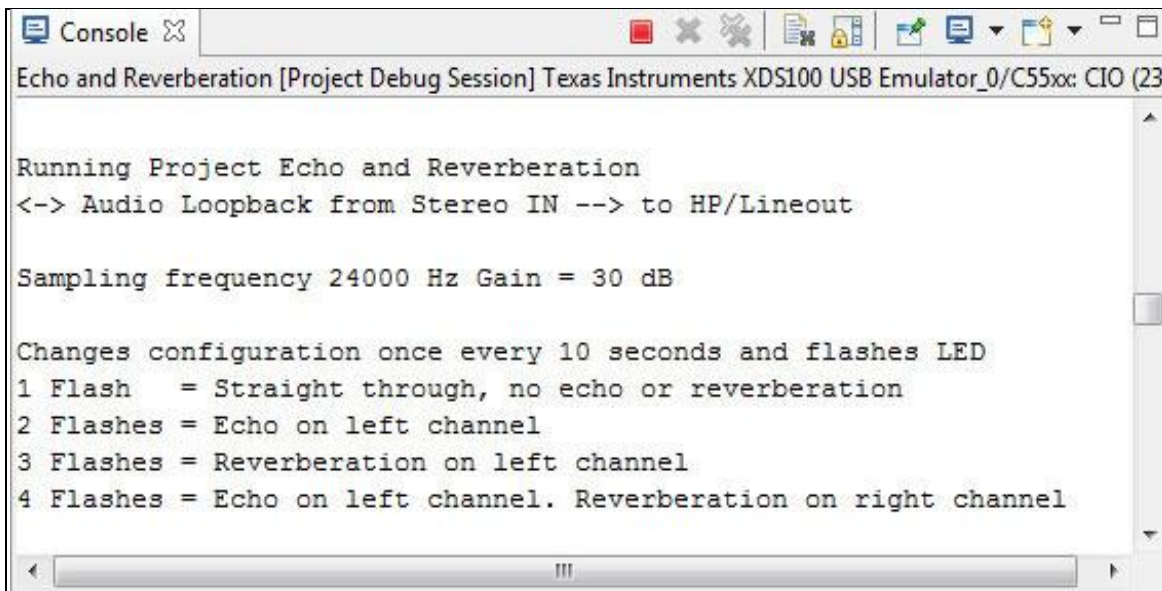 Console
Echo and Reverberation [Project Debug Session] Texas Instruments XDS100 USB Emulator_0/C55xx: CIO (23
Running Project Echo and Reverberation
<-> Audio Loopback from Stereo IN --> to HP/Lineout
Sampling frequency 24000 Hz Gain = 30 dB
Changes configuration once every 10 seconds and flashes LED
1 Flash   = Straight through, no echo or reverberation
2 Flashes = Echo on left channel
3 Flashes = Reverberation on left channel
4 Flashes = Echo on left channel. Reverberation on right channel